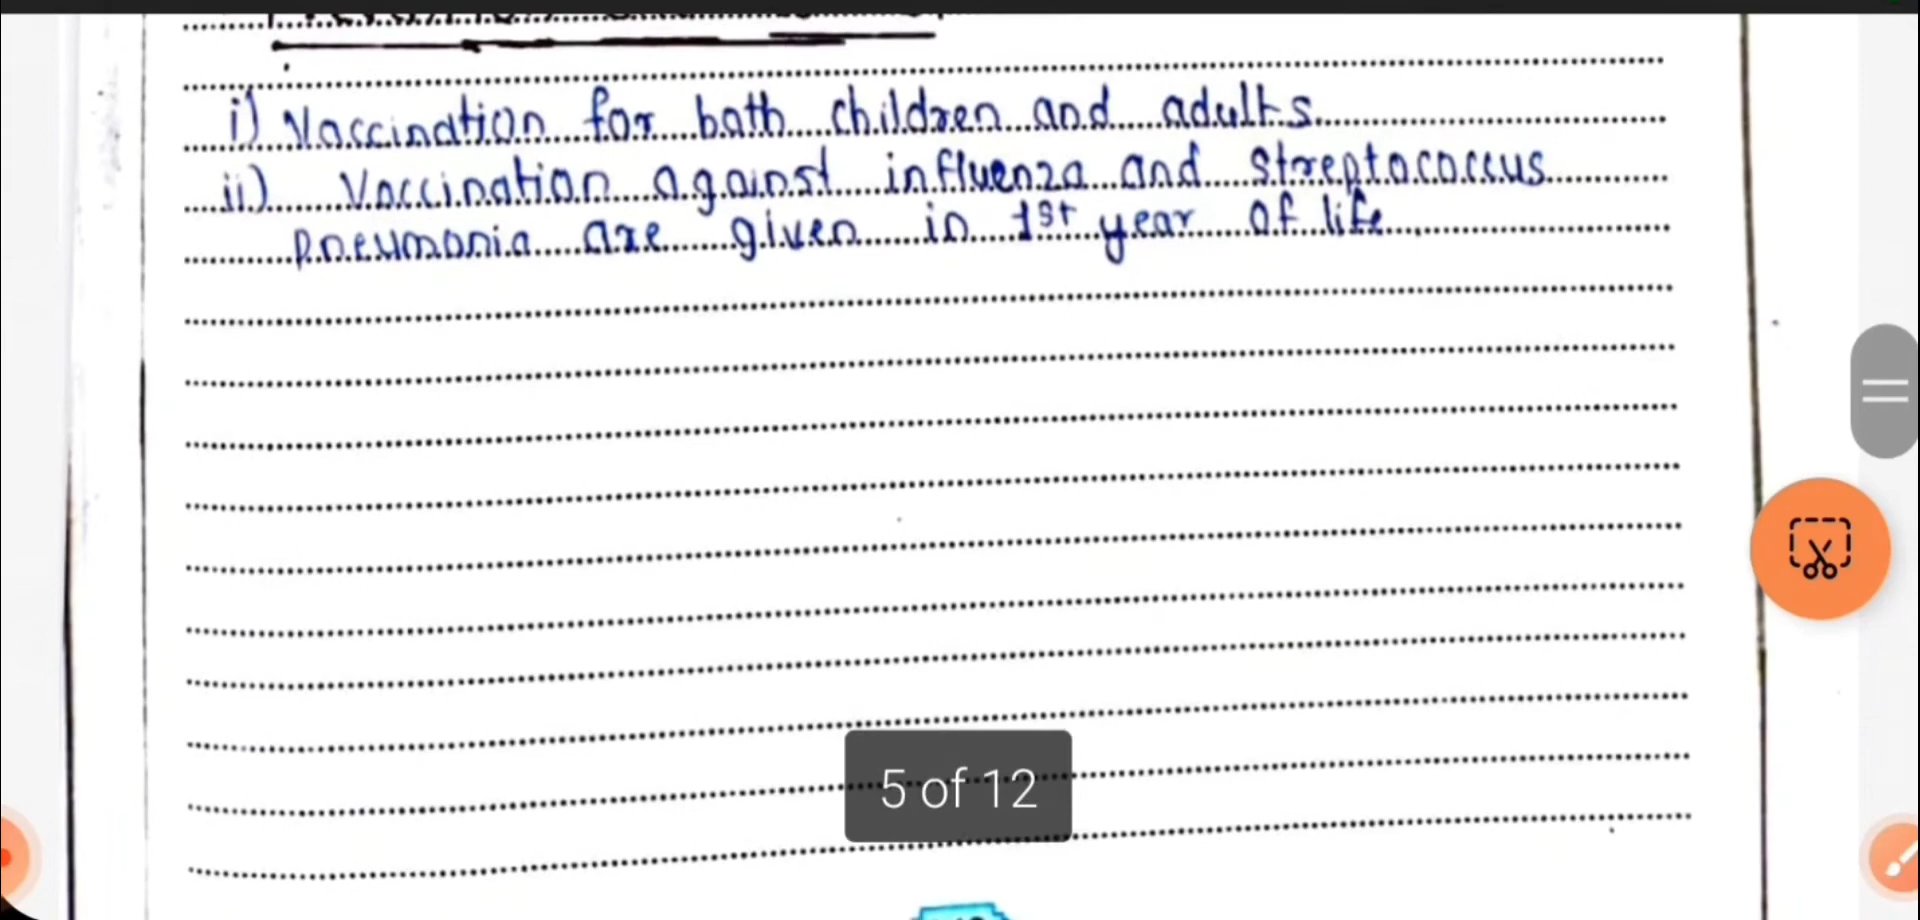 i) Vaccination for both children and adults.
ii) Vaccination against influenza and streptococcus
pneumonia are given in 1st year of life.
5 of 12